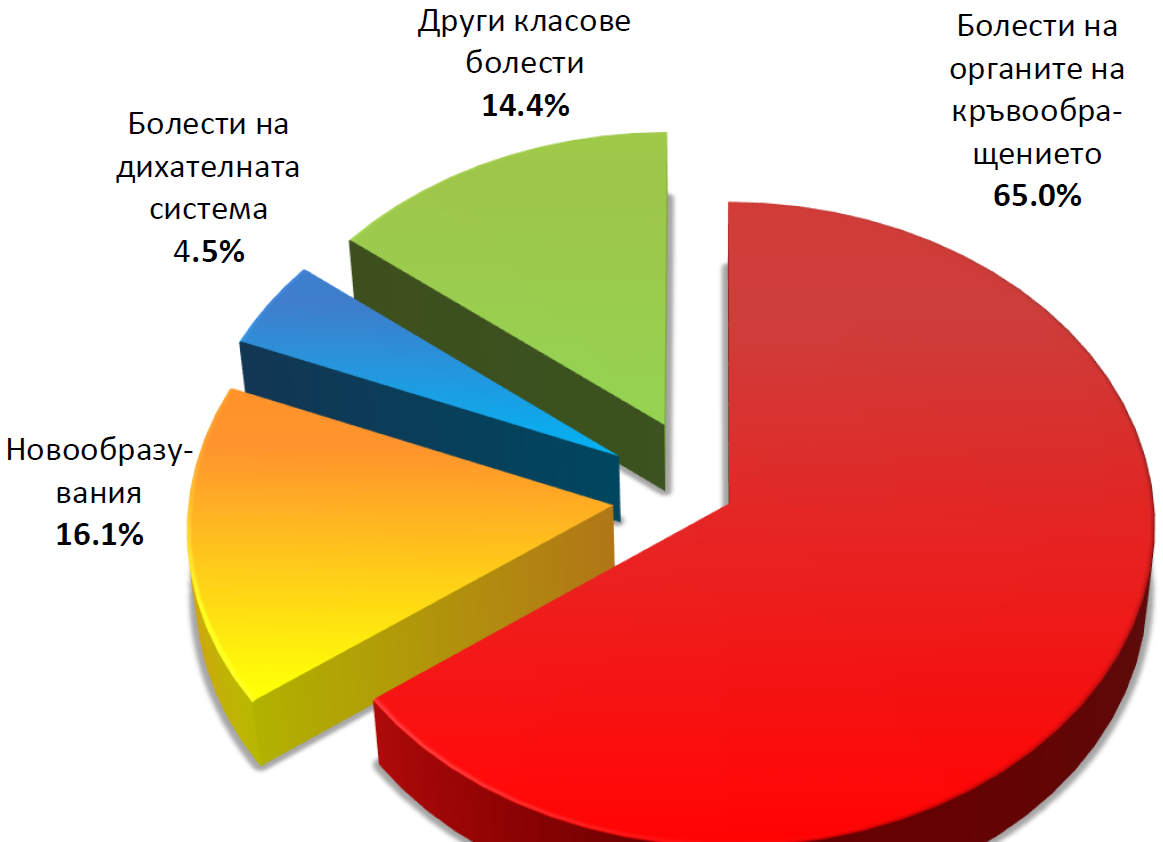 Други класове
болести
14.4%
Болести на
органите на
кръвообра-
щението
65.0%
Болести на
дихателната
система
4.5%
Новообразу-
вания
16.1%